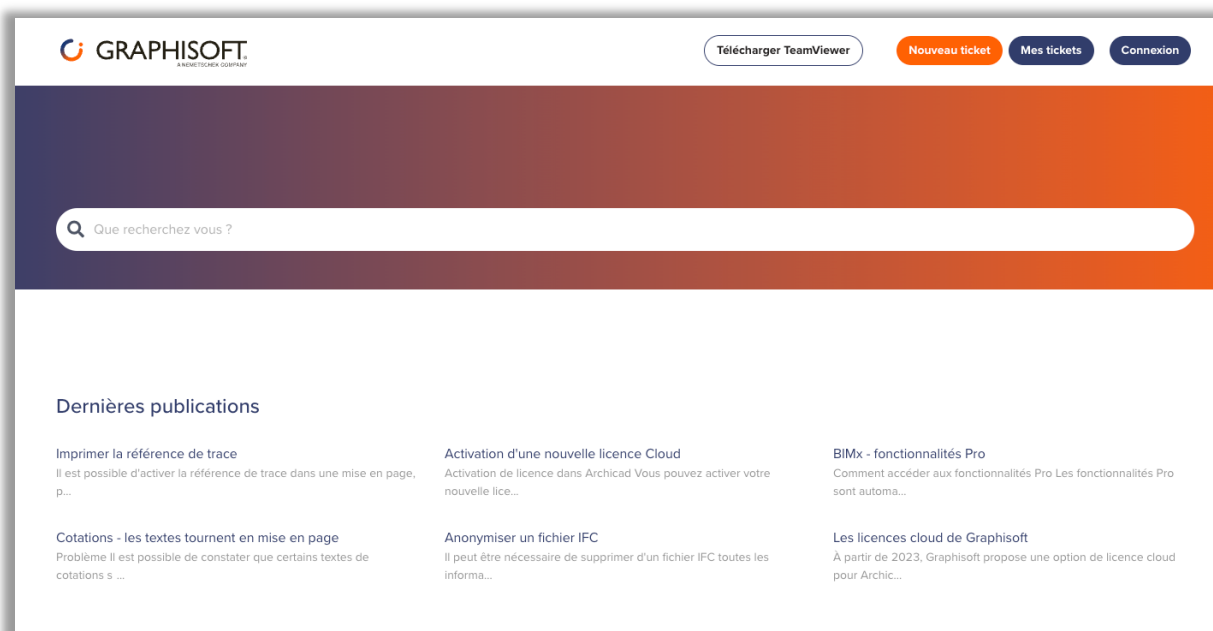 GRAPHISOFT.
A NEMETSCHEK COMPANY
Télécharger TeamViewer
Nouveau ticket
Mes tickets
Connexion
Que recherchez vous ?
Dernières publications
Imprimer la référence de trace
Il est possible d'activer la référence de trace dans une mise en page,
p...
Activation d'une nouvelle licence Cloud
Activation de licence dans Archicad Vous pouvez activer votre
nouvelle lice...
BIMx - fonctionnalités Pro
Comment accéder aux fonctionnalités Pro Les fonctionnalités Pro
sont automa...
Cotations - les textes tournent en mise en page
Problème Il est possible de constater que certains textes de
cotations s ...
Anonymiser un fichier IFC
Il peut être nécessaire de supprimer d'un fichier IFC toutes les
informa...
Les licences cloud de Graphisoft
À partir de 2023, Graphisoft propose une option de licence cloud
pour Archic...